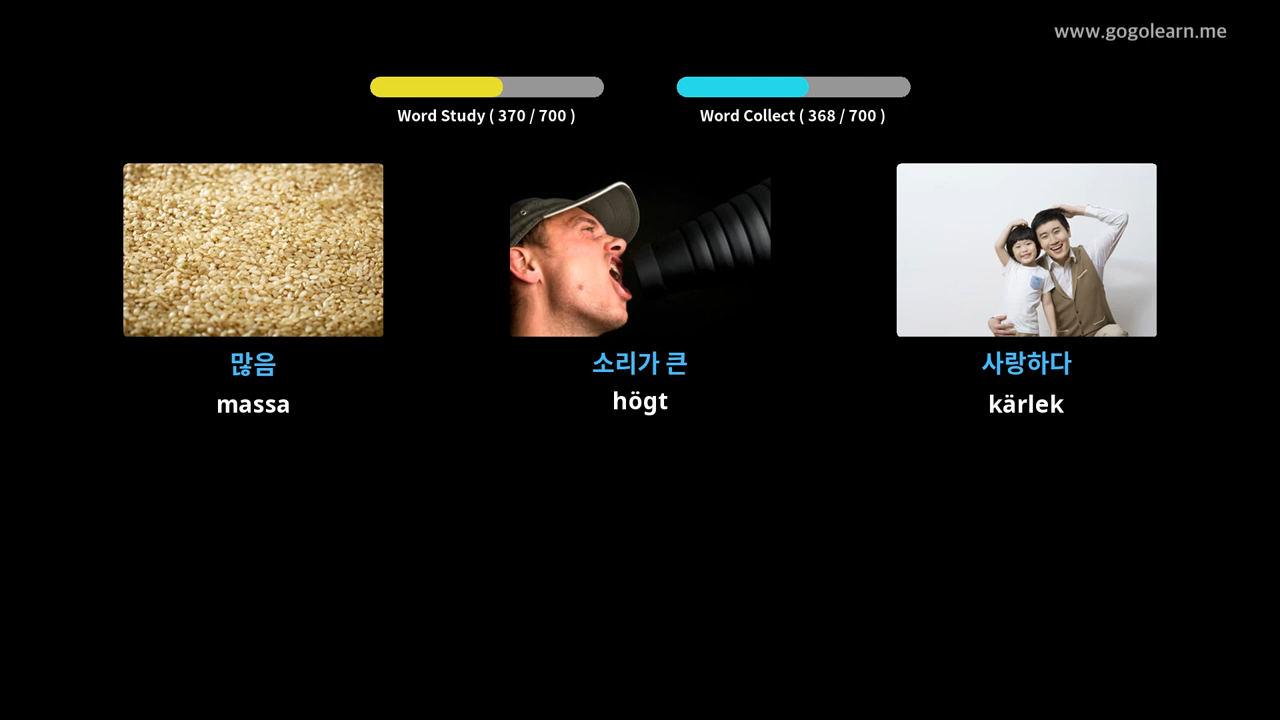 www.gogolearn.me
Word Study ( 370 / 700 )
Word Collect ( 368 / 700 )
많음
massa
소리가 큰
högt
사랑하다
kärlek